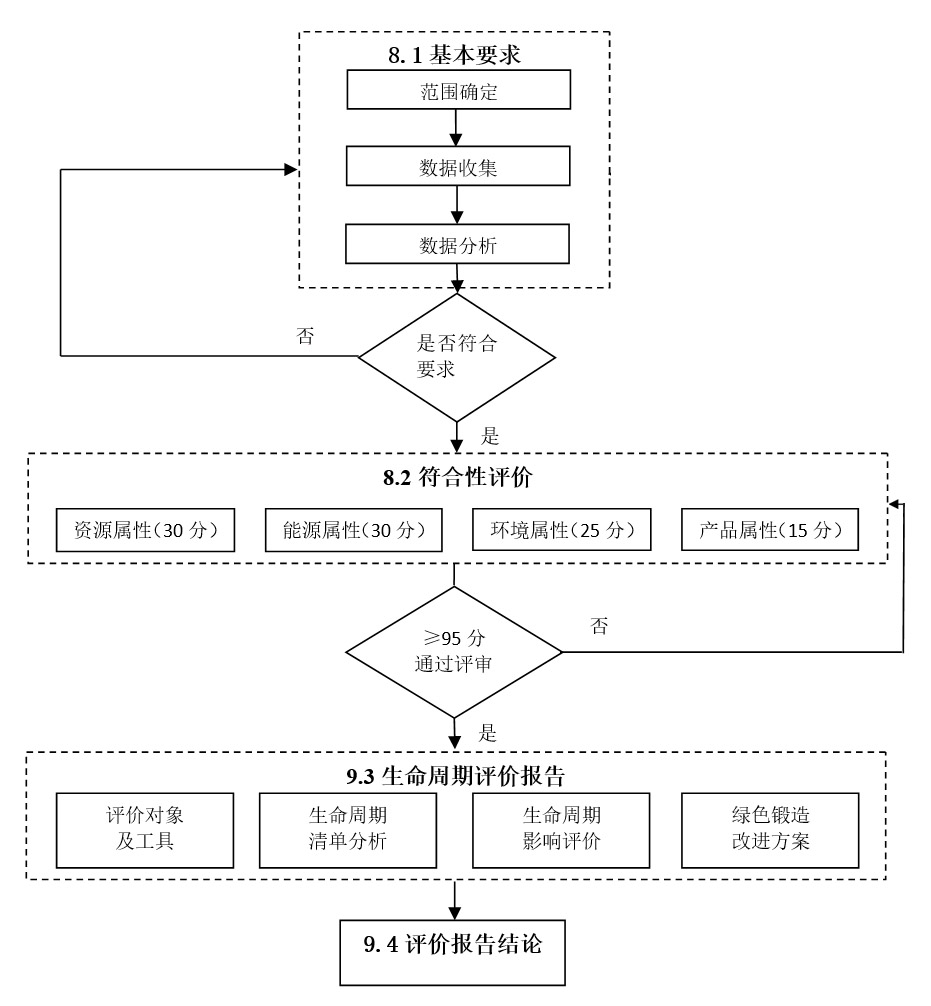 8.1 基本要求
范围确定
数据收集
数据分析
否
是否符合
要求
是
8.2 符合性评价
资源属性(30 分)
能源属性(30 分)
环境属性(25 分)
产品属性(15 分)
≥95 分
通过评审
否
是
9.3 生命周期评价报告
评价对象
及工具
生命周期
清单分析
生命周期
影响评价
绿色锻造
改进方案
9.4 评价报告结论